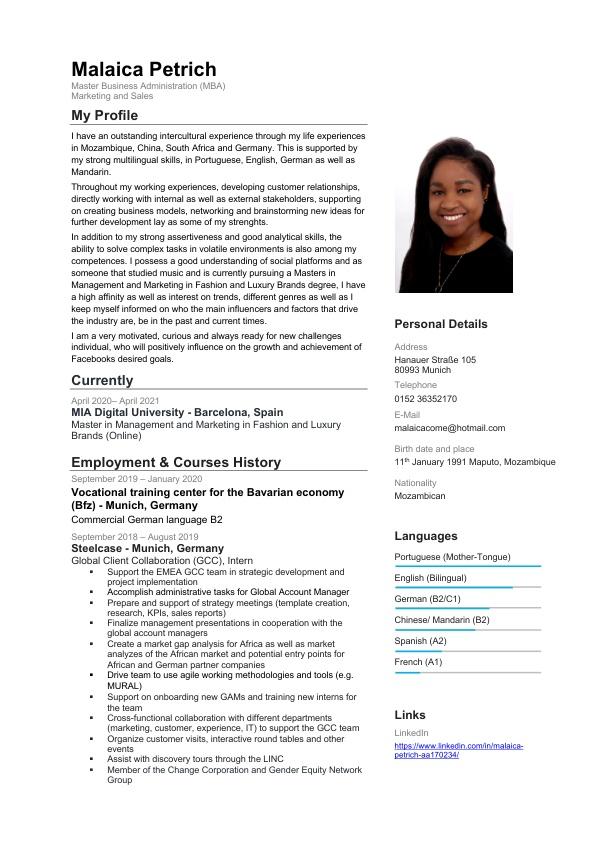 Malaica Petrich
Master Business Administration (MBA)
Marketing and Sales
My Profile
I have an outstanding intercultural experience through my life experiences
in Mozambique, China, South Africa and Germany. This is supported by
my strong multilingual skills, in Portuguese, English, German as well as
Mandarin.
Throughout my working experiences, developing customer relationships,
directly working with internal as well as external stakeholders, supporting
on creating business models, networking and brainstorming new ideas for
further development lay as some of my strenghts.
In addition to my strong assertiveness and good analytical skills, the
ability to solve complex tasks in volatile environments is also among my
competences. I possess a good understanding of social platforms and as
someone that studied music and is currently pursuing a Masters in
Management and Marketing in Fashion and Luxury Brands degree, I have
a high affinity as well as interest on trends, different genres as well as I
keep myself informed on who the main influencers and factors that drive
the industry are, be in the past and current times.
I am a very motivated, curious and always ready for new challenges
individual, who will positively influence on the growth and achievement of
Facebooks desired goals.
Currently
April 2020– April 2021
MIA Digital University - Barcelona, Spain
Master in Management and Marketing in Fashion and Luxury
Brands (Online)
Employment & Courses History
September 2019 – January 2020
Vocational training center for the Bavarian economy
(Bfz) - Munich, Germany
Commercial German language B2
September 2018 – August 2019
Steelcase - Munich, Germany
Global Client Collaboration (GCC), Intern
▪ Support the EMEA GCC team in strategic development and
project implementation
▪ Accomplish administrative tasks for Global Account Manager
▪ Prepare and support of strategy meetings (template creation,
research, KPIs, sales reports)
▪ Finalize management presentations in cooperation with the
global account managers
▪ Create a market gap analysis for Africa as well as market
analyzes of the African market and potential entry points for
African and German partner companies
▪ Drive team to use agile working methodologies and tools (e.g.
MURAL)
▪ Support on onboarding new GAMs and training new interns for
the team
▪ Cross-functional collaboration with different departments
(marketing, customer, experience, IT) to support the GCC team
▪ Organize customer visits, interactive round tables and other
events
▪ Assist with discovery tours through the LINC
▪ Member of the Change Corporation and Gender Equity Network
Group
Personal Details
Address
Hanauer Straße 105
80993 Munich
Telephone
0152 36352170
E-Mail
malaicacome@hotmail.com
Birth date and place
11th January 1991 Maputo, Mozambique
Nationality
Mozambican
Languages
Portuguese (Mother-Tongue)
English (Bilingual)
German (B2/C1)
Chinese/ Mandarin (B2)
Spanish (A2)
French (A1)
Links
LinkedIn
https://www.linkedin.com/in/malaica-
petrich-aa170234/